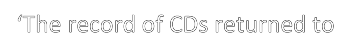 ‘The record of CDs returned to